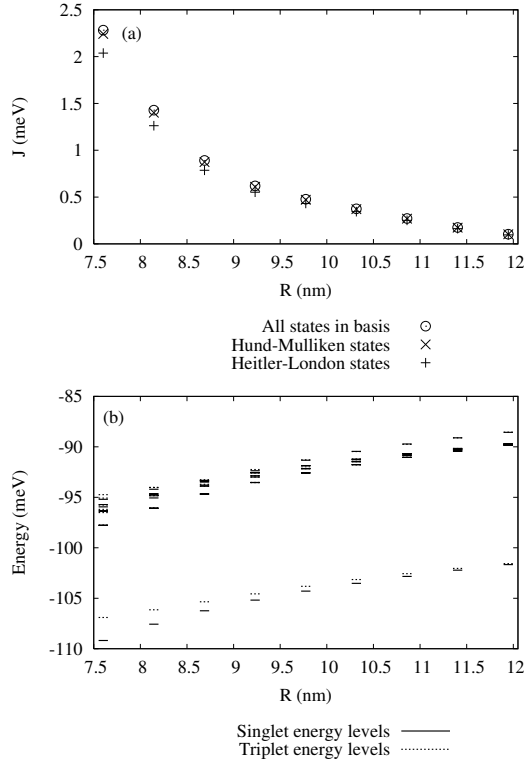 2.5
2
1.5
1
0.5
0
(a)
J (meV)
7.5 8 8.5 9 9.5 10 10.5 11 11.5 12
R (nm)
All states in basis
Hund-Mulliken states
Heitler-London states
-85
-90
-95
-100
-105
-110
(b)
Energy (meV)
7.5 8 8.5 9 9.5 10 10.5 11 11.5 12
R (nm)
Singlet energy levels
Triplet energy levels